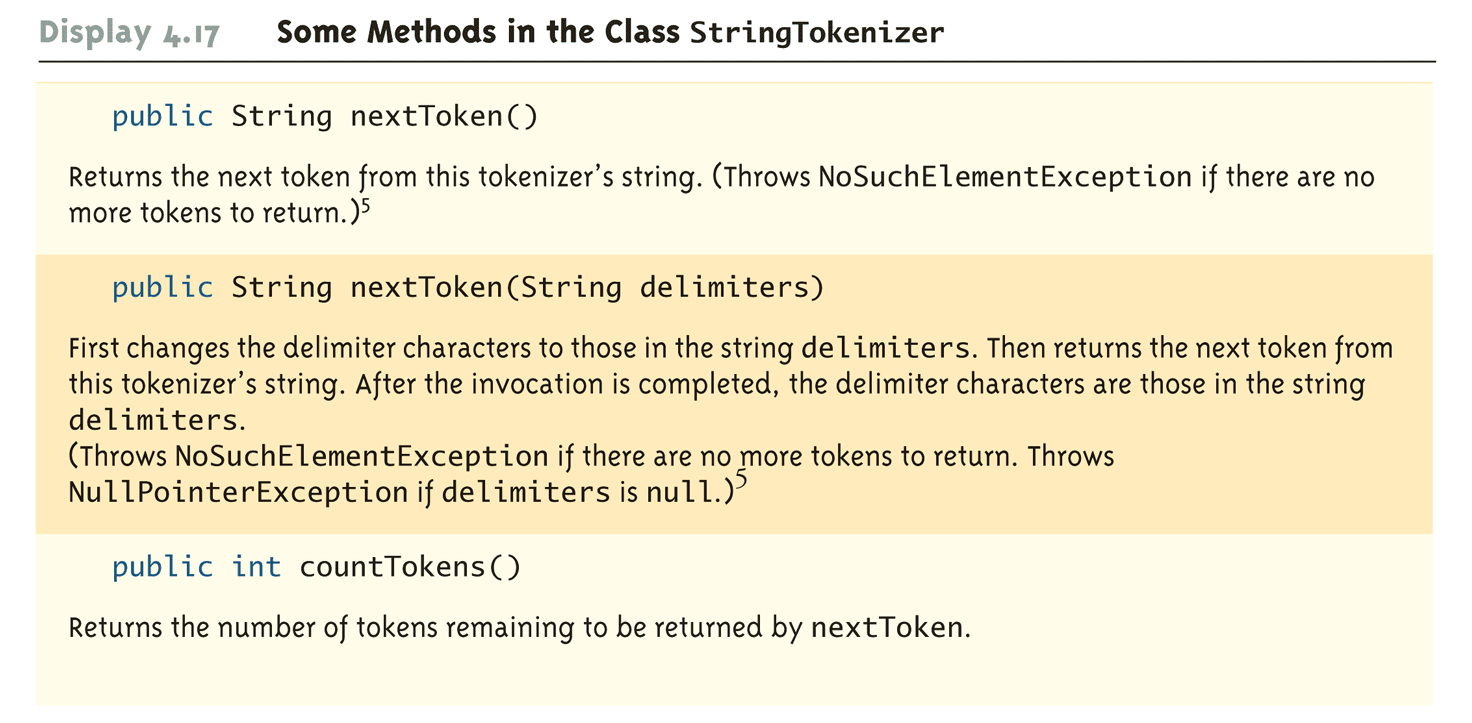 Display 4.17 Some Methods in the Class StringTokenizer
public String nextToken()
Returns the next token from this tokenizer’s string. (Throws NoSuchElementException if there are no
more tokens to return.)5
public String nextToken(String delimiters)
First changes the delimiter characters to those in the string delimiters. Then returns the next token from
this tokenizer’s string. After the invocation is completed, the delimiter characters are those in the string
delimiters.
(Throws NoSuchElementException if there are no more tokens to return. Throws
NullPointerException if delimiters is null.)5
public int countTokens()
Returns the number of tokens remaining to be returned by nextToken.